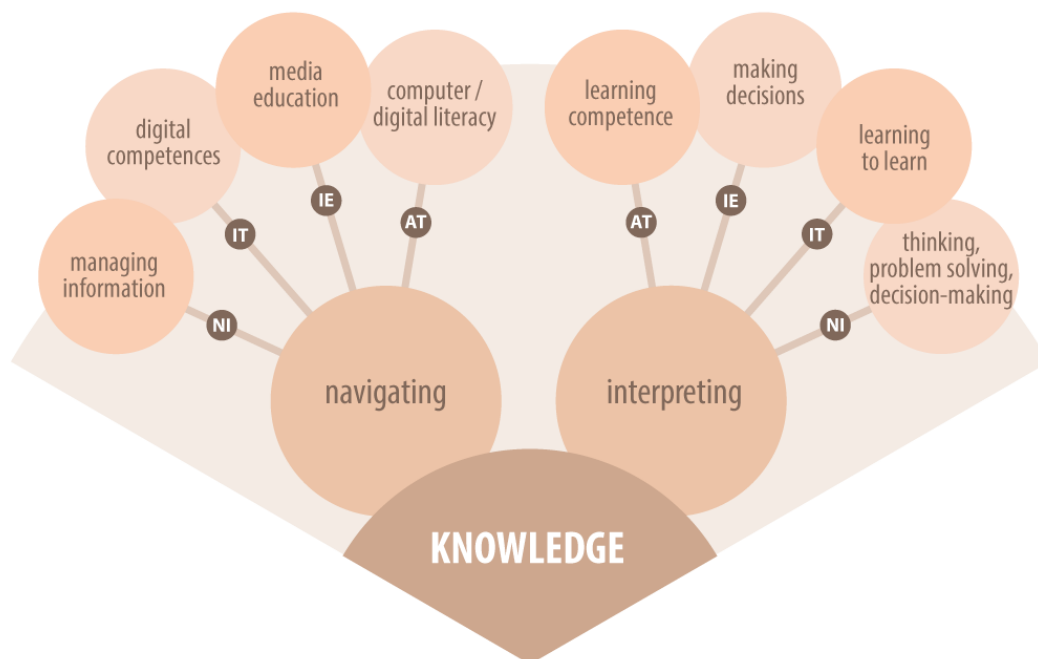 managing
information
NI
digital
competences
IT
media
education
IE
computer /
digital literacy
AT
navigating
learning
competence
AT
making
decisions
IE
learning
to learn
IT
thinking,
problem solving,
decision-making
NI
interpreting
KNOWLEDGE